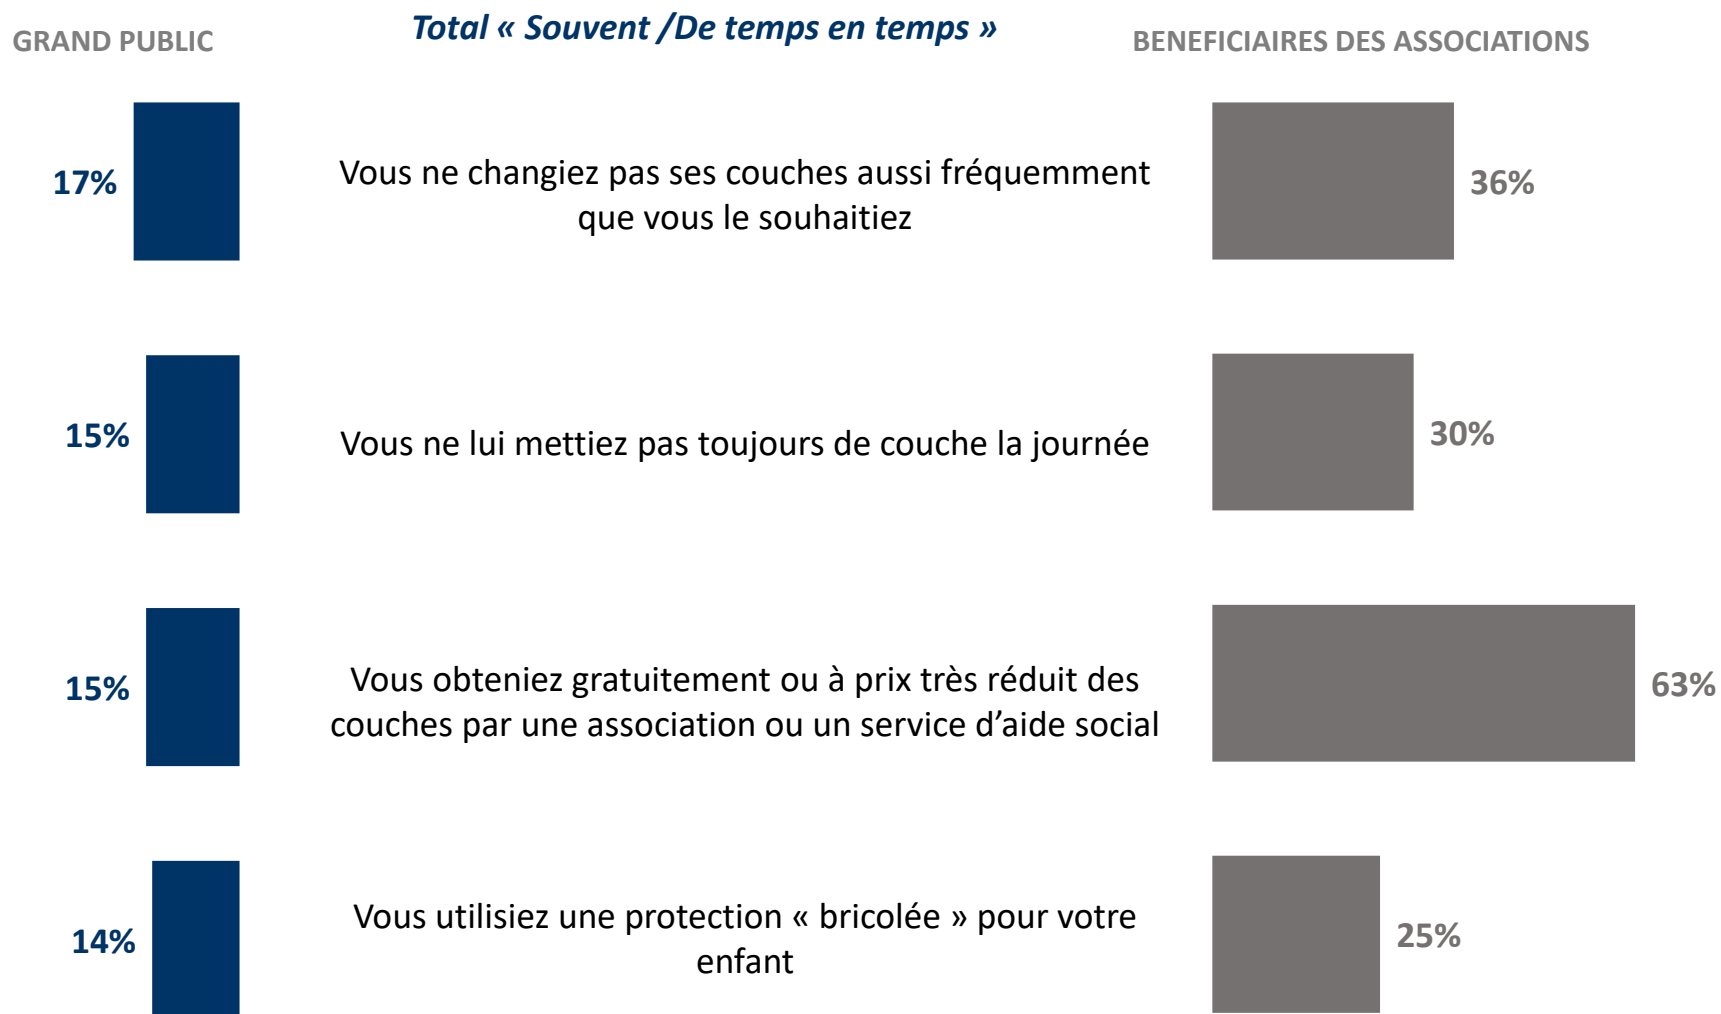 GRAND PUBLIC
Total « Souvent /De temps en temps »
BENEFICIAIRES DES ASSOCIATIONS
17%
Vous ne changiez pas ses couches aussi fréquemment
que vous le souhaitiez
36%
15%
Vous ne lui mettiez pas toujours de couche la journée
30%
15%
Vous obteniez gratuitement ou à prix très réduit des
couches par une association ou un service d’aide social
63%
14%
Vous utilisiez une protection « bricolée » pour votre
enfant
25%